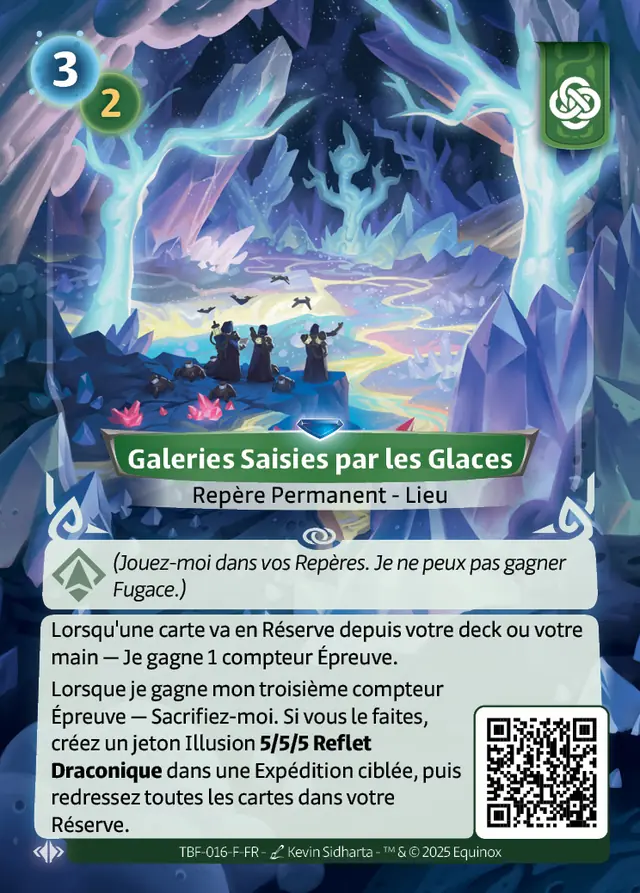 3
2
Galeries Saisies par les Glaces
Repère Permanent - Lieu
(Jouez-moi dans vos Repères. Je ne peux pas gagner
Fugace.)
Lorsqu'une carte va en Réserve depuis votre deck ou votre
main — Je gagne 1 compteur Épreuve.
Lorsque je gagne mon troisième compteur
Épreuve — Sacrifiez-moi. Si vous le faites,
créez un jeton Illusion 5/5/5 Reflet
Draconique dans une Expédition ciblée, puis
redressez toutes les cartes dans votre
Réserve.
TBF-016-F-FR - Kevin Sidharta - ™ & © 2025 Equinox